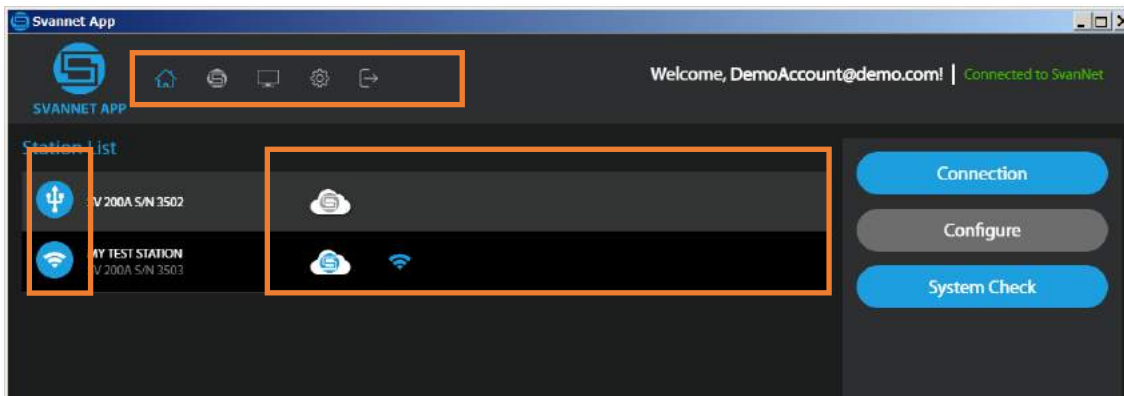 Svannet App
SVANNET APP
Welcome, DemoAccount@demo.com! | Connected to SvanNet
Station List
V 200A S/N 3502
MY TEST STATION
V 200A S/N 3503
Connection
Configure
System Check